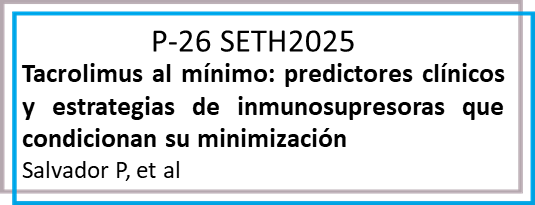 P-26 SETH2025
Tacrolimus al mínimo: predictores clínicos
y estrategias de inmunosupresoras que
condicionan su minimización
Salvador P, et al